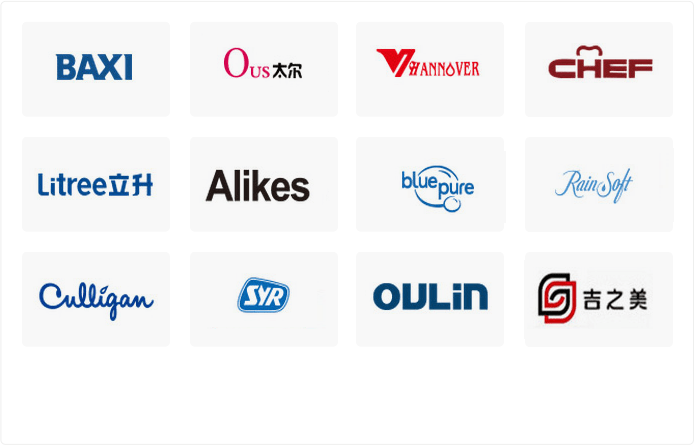 BAXI
OUS太尔
HANNOVER
CHEF
Litree立升
Alikes
bluepure
RainSoft
Culligan
SYR
OULin
吉之美